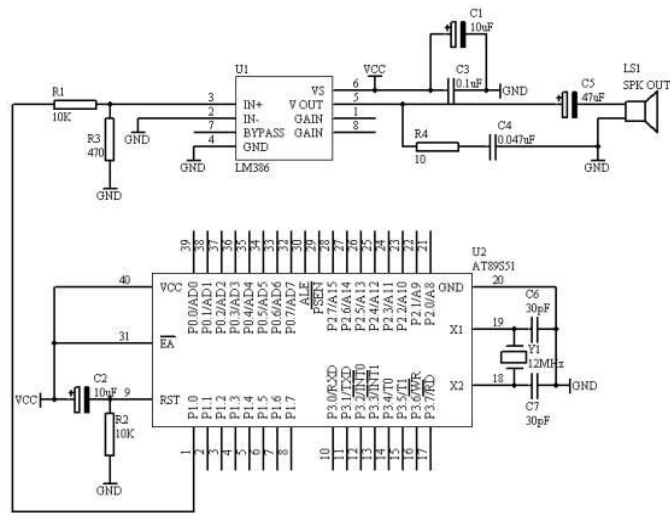 C1
10uF
U1
VCC
LS1
SPK OUT
R1
10K
3
IN+
VS
6
C3
0.1uF
GND
C5
47uF
2
IN-
V OUT
5
GND
7
BYPASS
GAIN
1
R3
470
4
GND
GAIN
8
R4
10
C4
0.047uF
GND
LM386
GND
GND
39
38
37
36
35
34
33
32
30
29
28
27
26
25
24
23
22
21
U2
AT89S51
40
VCC
P0.0/AD0
P0.1/AD1
P0.2/AD2
P0.3/AD3
P0.4/AD4
P0.5/AD5
P0.6/AD6
P0.7/AD7
ALE
PSEN
P2.7/A15
P2.6/A14
P2.5/A13
P2.4/A12
P2.3/A11
P2.2/A10
P2.1/A9
P2.0/A8
GND
20
C6
30pF
31
EA
X1
19
Y1
12MHz
C2
10uF
VCC
9
RST
P1.0
P1.1
P1.2
P1.3
P1.4
P1.5
P1.6
P1.7
P3.0/RXD
P3.1/TXD
P3.2/INT0
P3.3/INT1
P3.4/T0
P3.5/T1
P3.6/WR
P3.7/RD
X2
18
GND
C7
30pF
R2
10K
GND
1
2
3
4
5
6
7
8
10
11
12
13
14
15
16
17